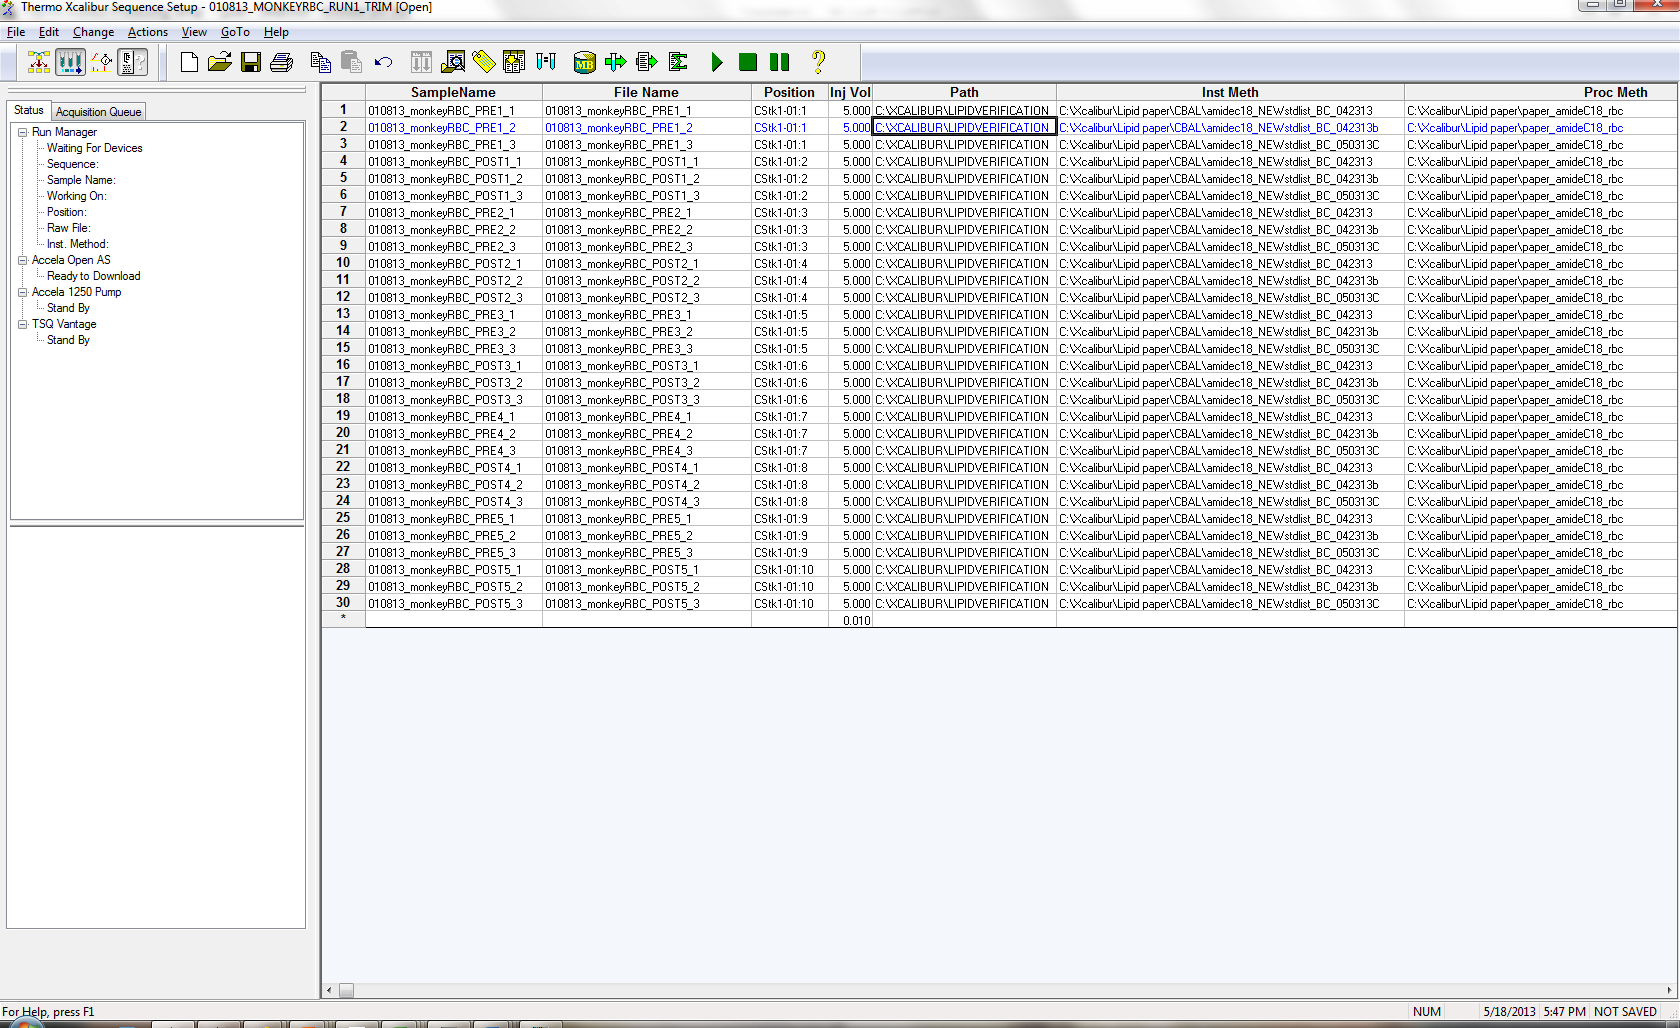 Thermo Xcalibur Sequence Setup - 010813_MONKEYRBC_RUN1_TRIM [Open]
File Edit Change Actions View GoTo Help
MB
Status Acquisition Queue
Run Manager
Waiting For Devices
Sequence:
Sample Name:
Working On:
Position:
Raw File:
Inst. Method:
Accela Open AS
Ready to Download
Accela 1250 Pump
Stand By
TSQ Vantage
Stand By
SampleName File Name Position Inj Vol Path Inst Meth Proc Meth
1 010813_monkeyRBC_PRE1_1 010813_monkeyRBC_PRE1_1 CStk1-01:1 5.000 C:\XCALIBUR\LIPIDVERIFICATION C:\Xcalibur\Lipid paper\CBAL\amidec18_NEWstdlist_BC_042313 C:\Xcalibur\Lipid paper\paper_amideC18_rbc
2 010813_monkeyRBC_PRE1_2 010813_monkeyRBC_PRE1_2 CStk1-01:1 5.000 C:\XCALIBUR\LIPIDVERIFICATION C:\Xcalibur\Lipid paper\CBAL\amidec18_NEWstdlist_BC_042313b C:\Xcalibur\Lipid paper\paper_amideC18_rbc
3 010813_monkeyRBC_PRE1_3 010813_monkeyRBC_PRE1_3 CStk1-01:1 5.000 C:\XCALIBUR\LIPIDVERIFICATION C:\Xcalibur\Lipid paper\CBAL\amidec18_NEWstdlist_BC_050313C C:\Xcalibur\Lipid paper\paper_amideC18_rbc
4 010813_monkeyRBC_POST1_1 010813_monkeyRBC_POST1_1 CStk1-01:2 5.000 C:\XCALIBUR\LIPIDVERIFICATION C:\Xcalibur\Lipid paper\CBAL\amidec18_NEWstdlist_BC_042313 C:\Xcalibur\Lipid paper\paper_amideC18_rbc
5 010813_monkeyRBC_POST1_2 010813_monkeyRBC_POST1_2 CStk1-01:2 5.000 C:\XCALIBUR\LIPIDVERIFICATION C:\Xcalibur\Lipid paper\CBAL\amidec18_NEWstdlist_BC_042313b C:\Xcalibur\Lipid paper\paper_amideC18_rbc
6 010813_monkeyRBC_POST1_3 010813_monkeyRBC_POST1_3 CStk1-01:2 5.000 C:\XCALIBUR\LIPIDVERIFICATION C:\Xcalibur\Lipid paper\CBAL\amidec18_NEWstdlist_BC_050313C C:\Xcalibur\Lipid paper\paper_amideC18_rbc
7 010813_monkeyRBC_PRE2_1 010813_monkeyRBC_PRE2_1 CStk1-01:3 5.000 C:\XCALIBUR\LIPIDVERIFICATION C:\Xcalibur\Lipid paper\CBAL\amidec18_NEWstdlist_BC_042313 C:\Xcalibur\Lipid paper\paper_amideC18_rbc
8 010813_monkeyRBC_PRE2_2 010813_monkeyRBC_PRE2_2 CStk1-01:3 5.000 C:\XCALIBUR\LIPIDVERIFICATION C:\Xcalibur\Lipid paper\CBAL\amidec18_NEWstdlist_BC_042313b C:\Xcalibur\Lipid paper\paper_amideC18_rbc
9 010813_monkeyRBC_PRE2_3 010813_monkeyRBC_PRE2_3 CStk1-01:3 5.000 C:\XCALIBUR\LIPIDVERIFICATION C:\Xcalibur\Lipid paper\CBAL\amidec18_NEWstdlist_BC_050313C C:\Xcalibur\Lipid paper\paper_amideC18_rbc
10 010813_monkeyRBC_POST2_1 010813_monkeyRBC_POST2_1 CStk1-01:4 5.000 C:\XCALIBUR\LIPIDVERIFICATION C:\Xcalibur\Lipid paper\CBAL\amidec18_NEWstdlist_BC_042313 C:\Xcalibur\Lipid paper\paper_amideC18_rbc
11 010813_monkeyRBC_POST2_2 010813_monkeyRBC_POST2_2 CStk1-01:4 5.000 C:\XCALIBUR\LIPIDVERIFICATION C:\Xcalibur\Lipid paper\CBAL\amidec18_NEWstdlist_BC_042313b C:\Xcalibur\Lipid paper\paper_amideC18_rbc
12 010813_monkeyRBC_POST2_3 010813_monkeyRBC_POST2_3 CStk1-01:4 5.000 C:\XCALIBUR\LIPIDVERIFICATION C:\Xcalibur\Lipid paper\CBAL\amidec18_NEWstdlist_BC_050313C C:\Xcalibur\Lipid paper\paper_amideC18_rbc
13 010813_monkeyRBC_PRE3_1 010813_monkeyRBC_PRE3_1 CStk1-01:5 5.000 C:\XCALIBUR\LIPIDVERIFICATION C:\Xcalibur\Lipid paper\CBAL\amidec18_NEWstdlist_BC_042313 C:\Xcalibur\Lipid paper\paper_amideC18_rbc
14 010813_monkeyRBC_PRE3_2 010813_monkeyRBC_PRE3_2 CStk1-01:5 5.000 C:\XCALIBUR\LIPIDVERIFICATION C:\Xcalibur\Lipid paper\CBAL\amidec18_NEWstdlist_BC_042313b C:\Xcalibur\Lipid paper\paper_amideC18_rbc
15 010813_monkeyRBC_PRE3_3 010813_monkeyRBC_PRE3_3 CStk1-01:5 5.000 C:\XCALIBUR\LIPIDVERIFICATION C:\Xcalibur\Lipid paper\CBAL\amidec18_NEWstdlist_BC_050313C C:\Xcalibur\Lipid paper\paper_amideC18_rbc
16 010813_monkeyRBC_POST3_1 010813_monkeyRBC_POST3_1 CStk1-01:6 5.000 C:\XCALIBUR\LIPIDVERIFICATION C:\Xcalibur\Lipid paper\CBAL\amidec18_NEWstdlist_BC_042313 C:\Xcalibur\Lipid paper\paper_amideC18_rbc
17 010813_monkeyRBC_POST3_2 010813_monkeyRBC_POST3_2 CStk1-01:6 5.000 C:\XCALIBUR\LIPIDVERIFICATION C:\Xcalibur\Lipid paper\CBAL\amidec18_NEWstdlist_BC_042313b C:\Xcalibur\Lipid paper\paper_amideC18_rbc
18 010813_monkeyRBC_POST3_3 010813_monkeyRBC_POST3_3 CStk1-01:6 5.000 C:\XCALIBUR\LIPIDVERIFICATION C:\Xcalibur\Lipid paper\CBAL\amidec18_NEWstdlist_BC_050313C C:\Xcalibur\Lipid paper\paper_amideC18_rbc
19 010813_monkeyRBC_PRE4_1 010813_monkeyRBC_PRE4_1 CStk1-01:7 5.000 C:\XCALIBUR\LIPIDVERIFICATION C:\Xcalibur\Lipid paper\CBAL\amidec18_NEWstdlist_BC_042313 C:\Xcalibur\Lipid paper\paper_amideC18_rbc
20 010813_monkeyRBC_PRE4_2 010813_monkeyRBC_PRE4_2 CStk1-01:7 5.000 C:\XCALIBUR\LIPIDVERIFICATION C:\Xcalibur\Lipid paper\CBAL\amidec18_NEWstdlist_BC_042313b C:\Xcalibur\Lipid paper\paper_amideC18_rbc
21 010813_monkeyRBC_PRE4_3 010813_monkeyRBC_PRE4_3 CStk1-01:7 5.000 C:\XCALIBUR\LIPIDVERIFICATION C:\Xcalibur\Lipid paper\CBAL\amidec18_NEWstdlist_BC_050313C C:\Xcalibur\Lipid paper\paper_amideC18_rbc
22 010813_monkeyRBC_POST4_1 010813_monkeyRBC_POST4_1 CStk1-01:8 5.000 C:\XCALIBUR\LIPIDVERIFICATION C:\Xcalibur\Lipid paper\CBAL\amidec18_NEWstdlist_BC_042313 C:\Xcalibur\Lipid paper\paper_amideC18_rbc
23 010813_monkeyRBC_POST4_2 010813_monkeyRBC_POST4_2 CStk1-01:8 5.000 C:\XCALIBUR\LIPIDVERIFICATION C:\Xcalibur\Lipid paper\CBAL\amidec18_NEWstdlist_BC_042313b C:\Xcalibur\Lipid paper\paper_amideC18_rbc
24 010813_monkeyRBC_POST4_3 010813_monkeyRBC_POST4_3 CStk1-01:8 5.000 C:\XCALIBUR\LIPIDVERIFICATION C:\Xcalibur\Lipid paper\CBAL\amidec18_NEWstdlist_BC_050313C C:\Xcalibur\Lipid paper\paper_amideC18_rbc
25 010813_monkeyRBC_PRE5_1 010813_monkeyRBC_PRE5_1 CStk1-01:9 5.000 C:\XCALIBUR\LIPIDVERIFICATION C:\Xcalibur\Lipid paper\CBAL\amidec18_NEWstdlist_BC_042313 C:\Xcalibur\Lipid paper\paper_amideC18_rbc
26 010813_monkeyRBC_PRE5_2 010813_monkeyRBC_PRE5_2 CStk1-01:9 5.000 C:\XCALIBUR\LIPIDVERIFICATION C:\Xcalibur\Lipid paper\CBAL\amidec18_NEWstdlist_BC_042313b C:\Xcalibur\Lipid paper\paper_amideC18_rbc
27 010813_monkeyRBC_PRE5_3 010813_monkeyRBC_PRE5_3 CStk1-01:9 5.000 C:\XCALIBUR\LIPIDVERIFICATION C:\Xcalibur\Lipid paper\CBAL\amidec18_NEWstdlist_BC_050313C C:\Xcalibur\Lipid paper\paper_amideC18_rbc
28 010813_monkeyRBC_POST5_1 010813_monkeyRBC_POST5_1 CStk1-01:10 5.000 C:\XCALIBUR\LIPIDVERIFICATION C:\Xcalibur\Lipid paper\CBAL\amidec18_NEWstdlist_BC_042313 C:\Xcalibur\Lipid paper\paper_amideC18_rbc
29 010813_monkeyRBC_POST5_2 010813_monkeyRBC_POST5_2 CStk1-01:10 5.000 C:\XCALIBUR\LIPIDVERIFICATION C:\Xcalibur\Lipid paper\CBAL\amidec18_NEWstdlist_BC_042313b C:\Xcalibur\Lipid paper\paper_amideC18_rbc
30 010813_monkeyRBC_POST5_3 010813_monkeyRBC_POST5_3 CStk1-01:10 5.000 C:\XCALIBUR\LIPIDVERIFICATION C:\Xcalibur\Lipid paper\CBAL\amidec18_NEWstdlist_BC_050313C C:\Xcalibur\Lipid paper\paper_amideC18_rbc
* 0.010
For Help, press F1 NUM 5/18/2013 5:47 PM NOT SAVED